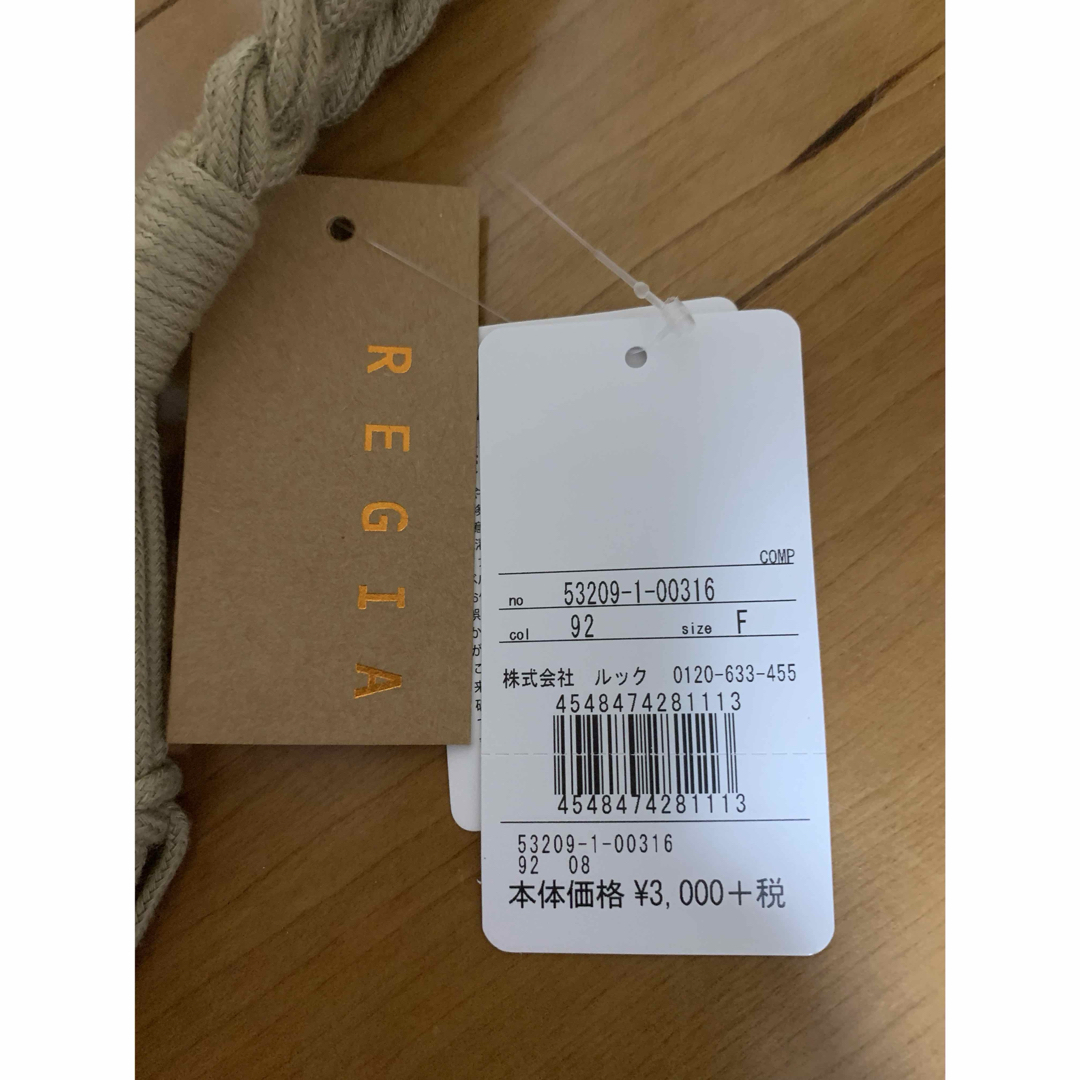 REGIA
COMP
no 53209-1-00316
col 92 size F
株式会社 ルック 0120-633-455
4548474281113
4548474281113
53209-1-00316
92 08
本体価格 ¥3,000+税